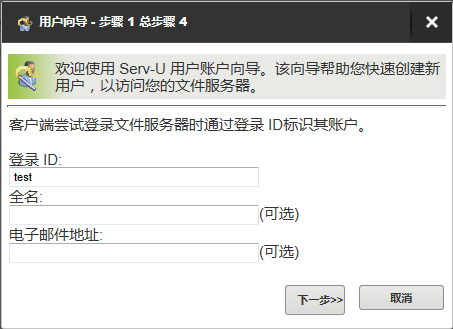 用户向导 - 步骤 1 总步骤 4
欢迎使用 Serv-U 用户账户向导。该向导帮助您快速创建新
用户，以访问您的文件服务器。
客户端尝试登录文件服务器时通过登录 ID标识其账户。
登录 ID:
test
全名:
(可选)
电子邮件地址:
(可选)
下一步>>
取消